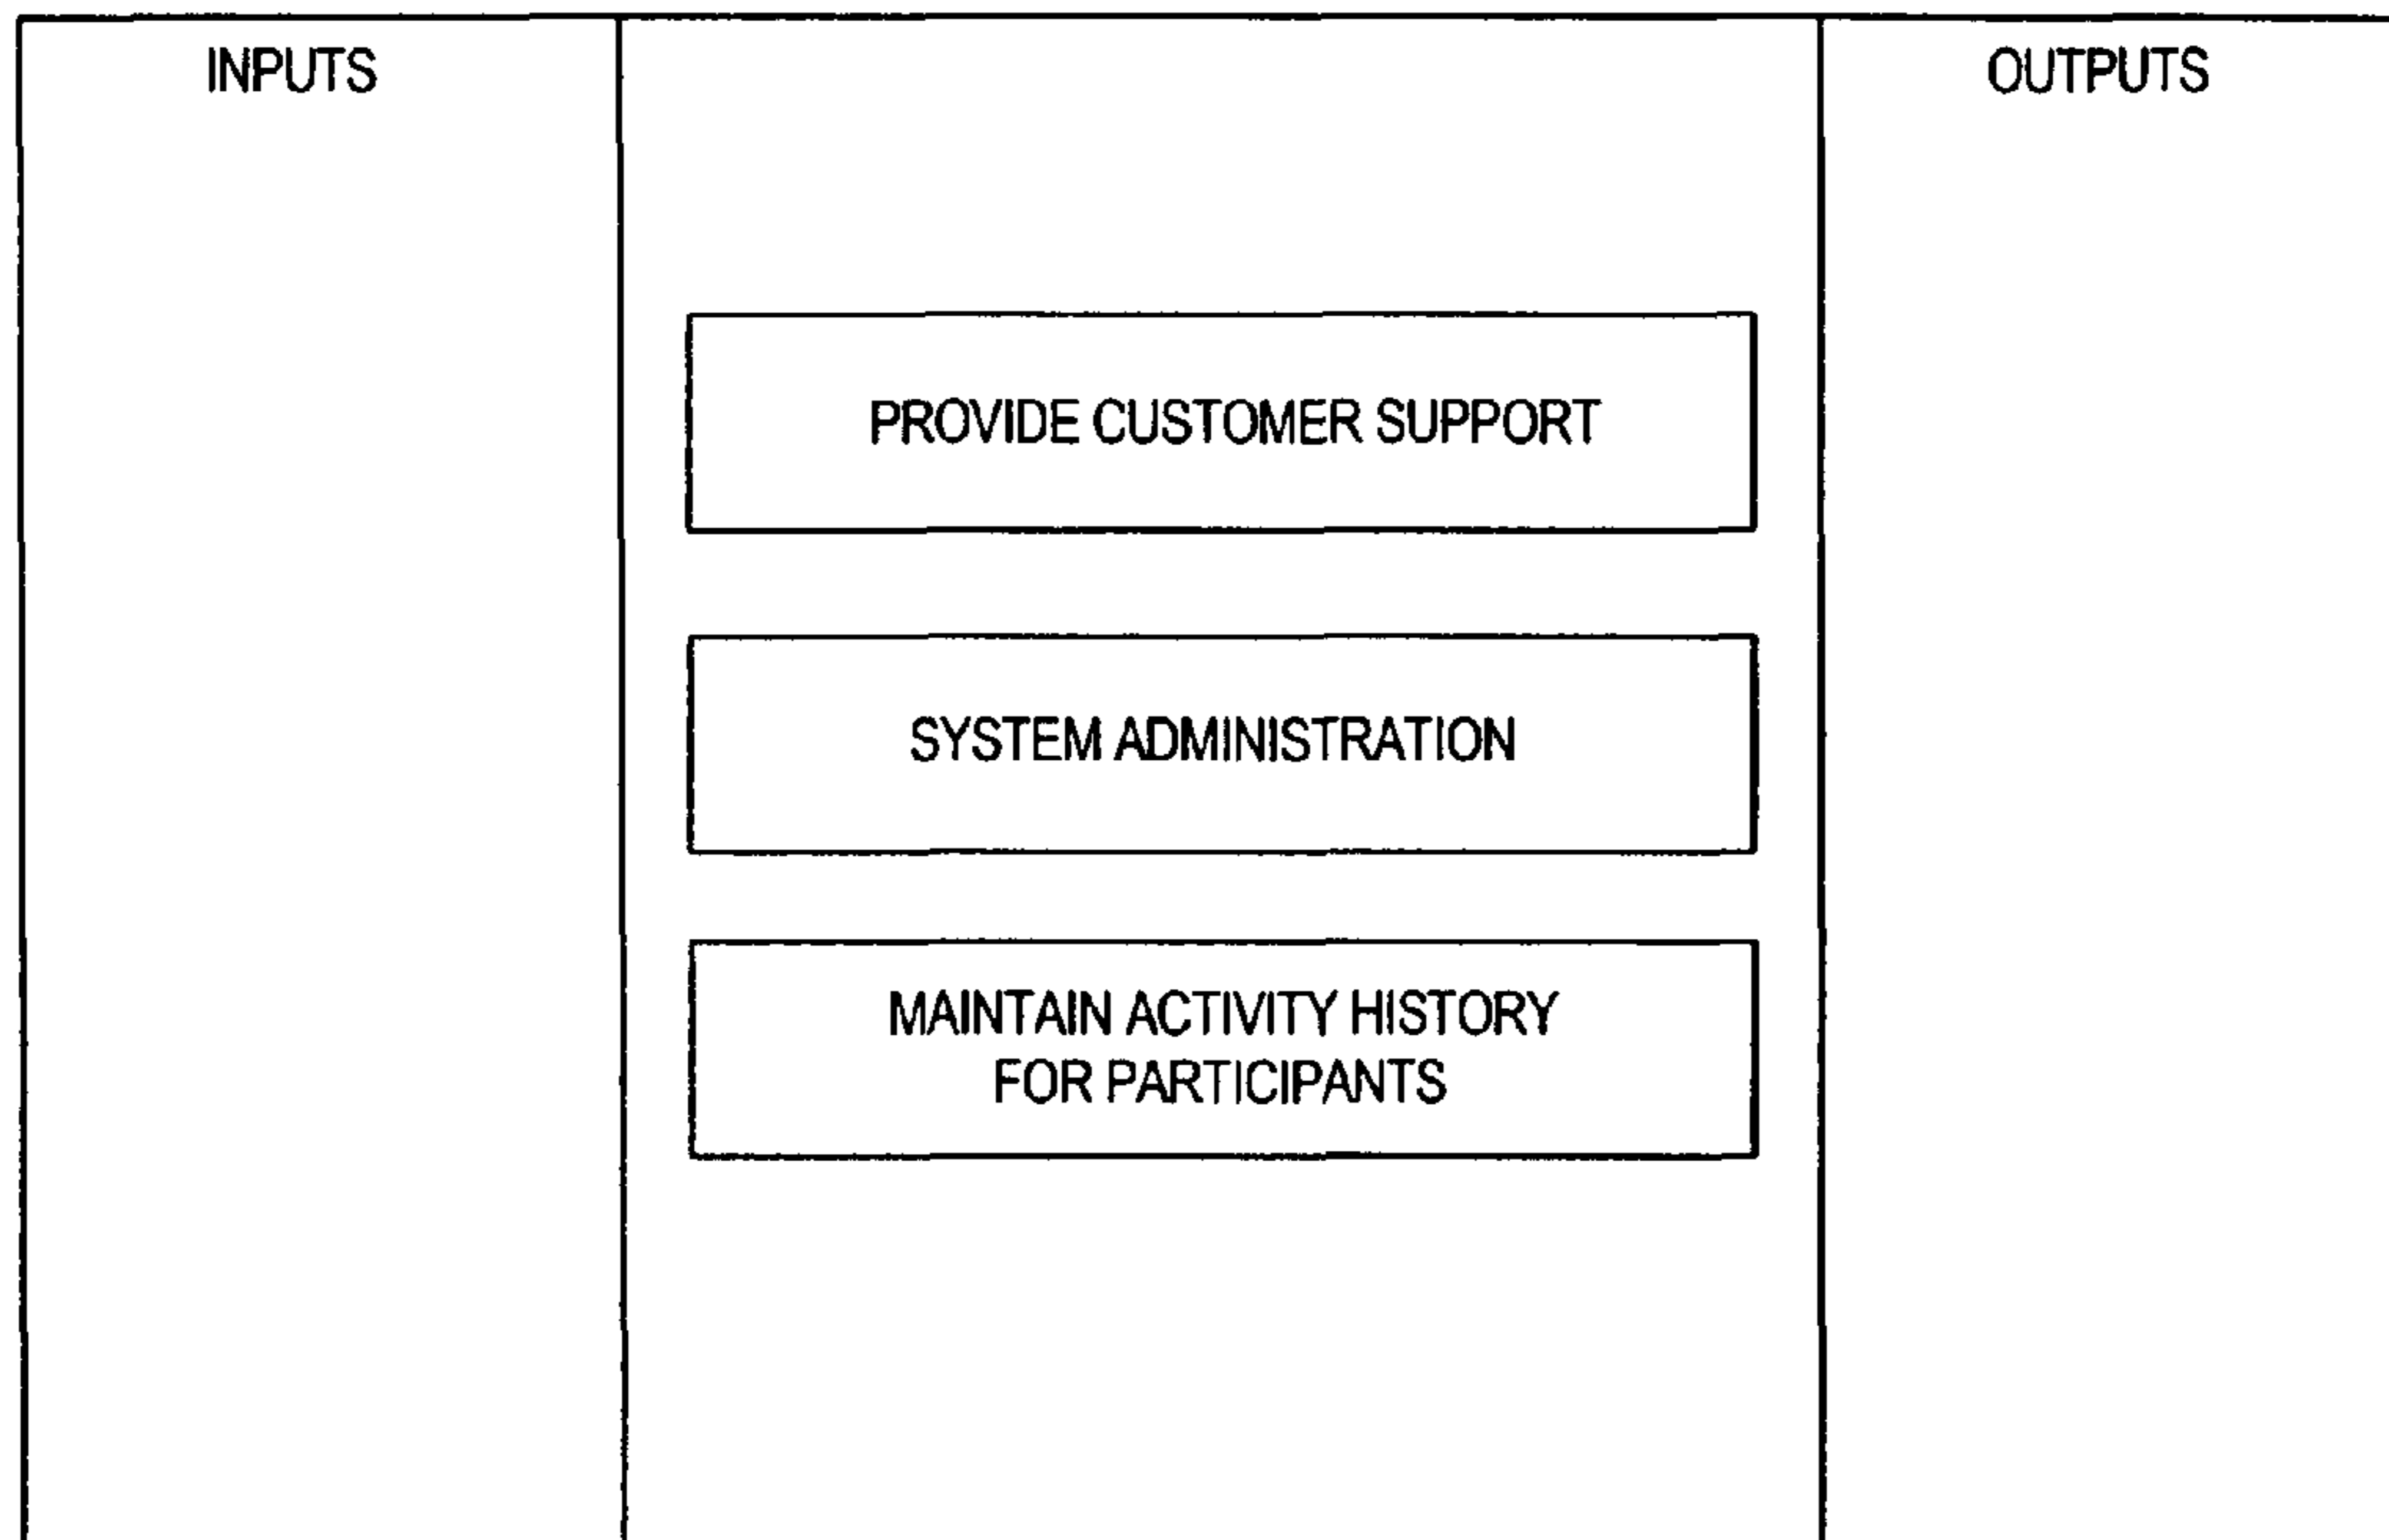 INPUTS
OUTPUTS
PROVIDE CUSTOMER SUPPORT
SYSTEM ADMINISTRATION
MAINTAIN ACTIVITY HISTORY
FOR PARTICIPANTS